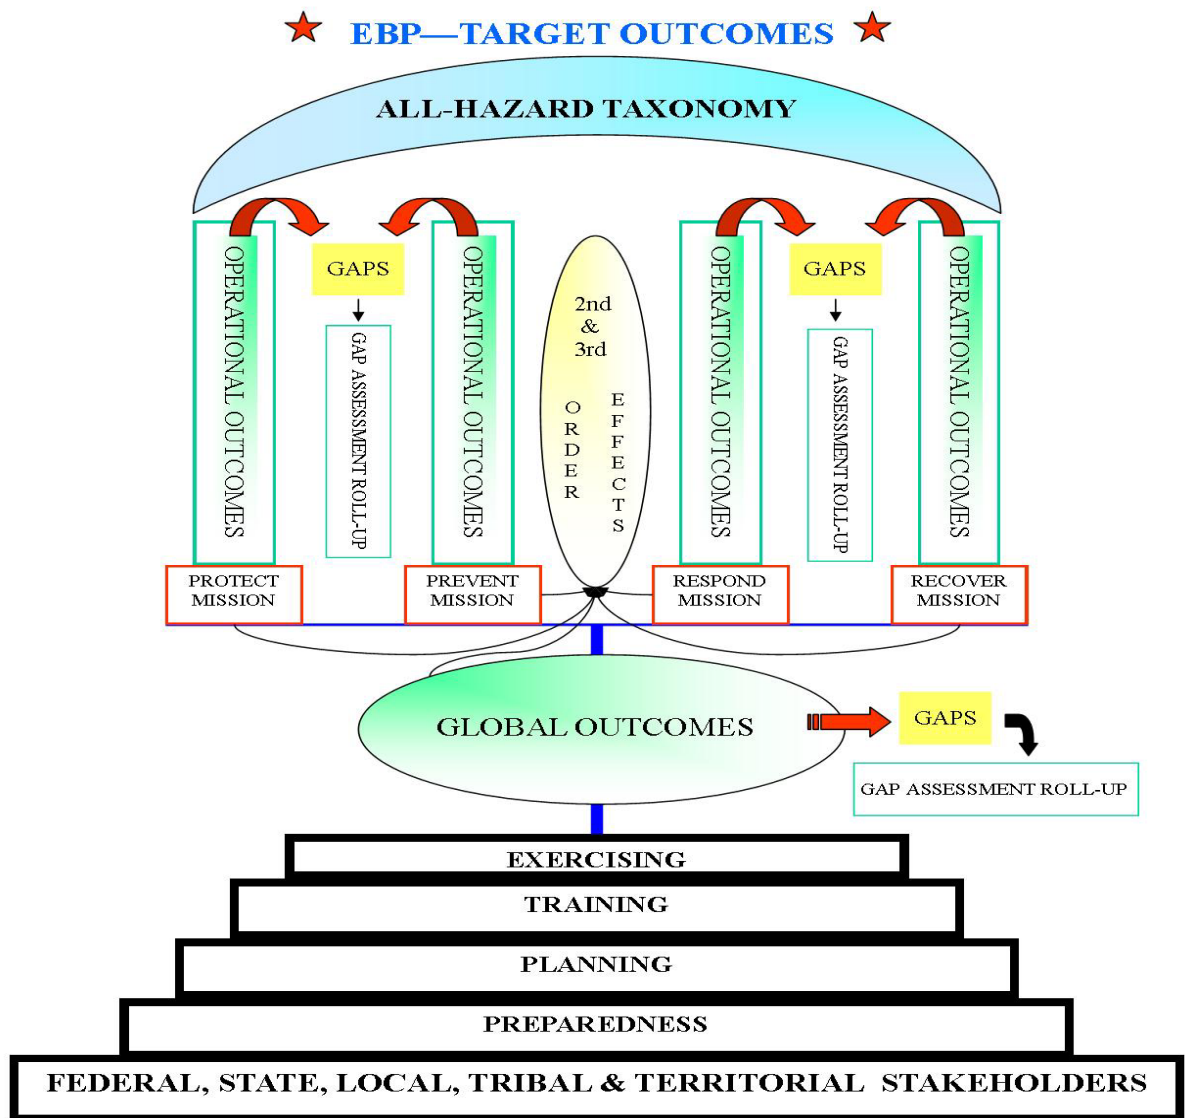 EBP—TARGET OUTCOMES
ALL-HAZARD TAXONOMY
OPERATIONAL OUTCOMES
GAPS
GAP ASSESSMENT ROLL-UP
OPERATIONAL OUTCOMES
2nd
&
3rd
ORDER
EFFECTS
OPERATIONAL OUTCOMES
GAPS
GAP ASSESSMENT ROLL-UP
OPERATIONAL OUTCOMES
PROTECT
MISSION
PREVENT
MISSION
RESPOND
MISSION
RECOVER
MISSION
GLOBAL OUTCOMES
GAPS
GAP ASSESSMENT ROLL-UP
EXERCISING
TRAINING
PLANNING
PREPAREDNESS
FEDERAL, STATE, LOCAL, TRIBAL & TERRITORIAL STAKEHOLDERS